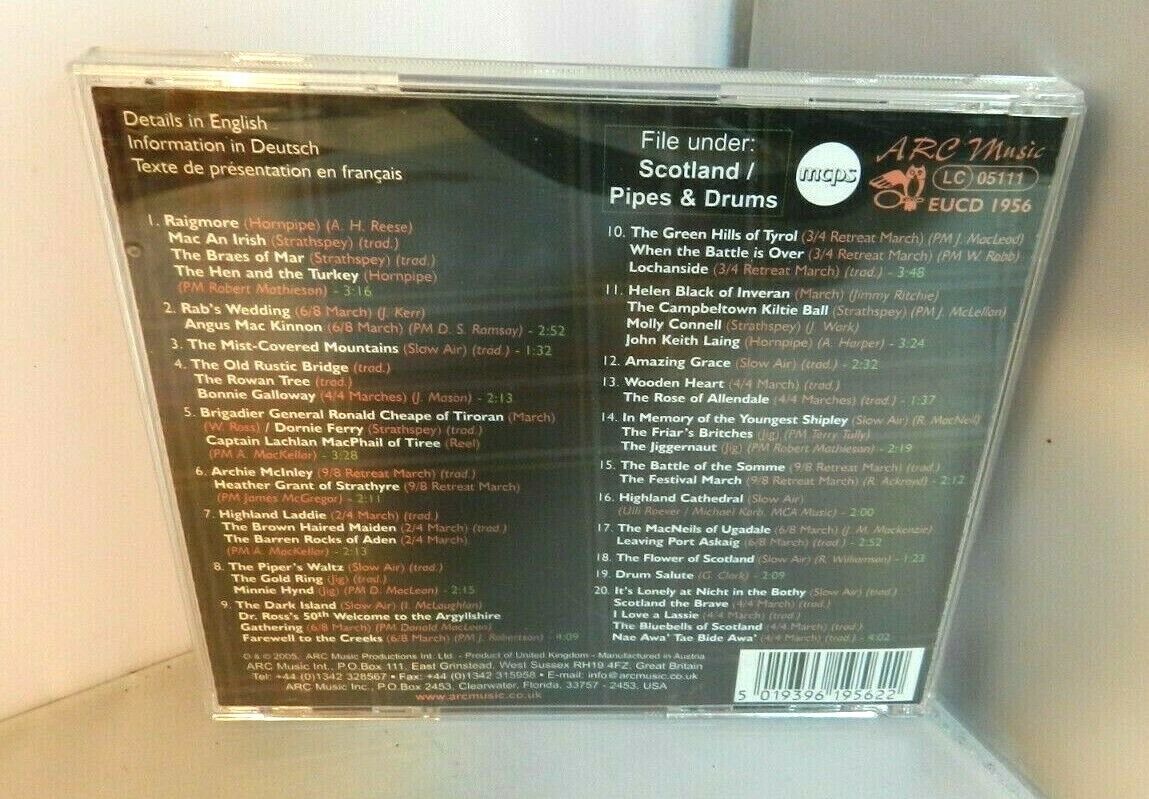 Details in English
Information in Deutsch
Texte de présentation en français
File under:
Scotland /
Pipes & Drums
mcps
ARC Music
LC 05111
EUCD 1956
1. Raigmore (Hornpipe) (A. H. Reese)
Mac An Irish (Strathspey) (trad.)
The Braes of Mar (Strathspey) (trad.)
The Hen and the Turkey (Hornpipe)
(PM Robert Mathieson) - 3:16
2. Rab's Wedding (6/8 March) (J. Kerr)
Angus Mac Kinnon (6/8 March) (PM D. S. Ramsay) - 2:52
3. The Mist-Covered Mountains (Slow Air) (trad.) - 1:32
4. The Old Rustic Bridge (trad.)
The Rowan Tree (trad.)
Bonnie Galloway (4/4 Marches) (J. Mason) - 2:13
5. Brigadier General Ronald Cheape of Tiroran (March)
(W. Ross) / Dornie Ferry (Strathspey) (trad.)
Captain Lachlan MacPhail of Tiree (Reel)
(PM A. MacKellar) - 3:28
6. Archie McInley (9/8 Retreat March) (trad.)
Heather Grant of Strathyre (9/8 Retreat March)
(PM James McGregor) - 2:11
7. Highland Laddie (2/4 March) (trad.)
The Brown Haired Maiden (2/4 March) (trad.)
The Barren Rocks of Aden (2/4 March)
(PM A. MacKellar) - 2:13
8. The Piper's Waltz (Slow Air) (trad.)
The Gold Ring (Jig) (trad.)
Minnie Hynd (Jig) (PM D. MacLean) - 2:15
9. The Dark Island (Slow Air) (I. McLaughlan)
Dr. Ross's 50th Welcome to the Argyllshire
Gathering (6/8 March) (PM Donald MacLean)
Farewell to the Creeks (6/8 March) (PM J. Robertson) - 4:09
10. The Green Hills of Tyrol (3/4 Retreat March) (PM J. MacLeod)
When the Battle is Over (3/4 Retreat March) (PM W. Robb)
Lochanside (3/4 Retreat March) (trad.) - 3:48
11. Helen Black of Inveran (March) (Jimmy Ritchie)
The Campbeltown Kiltie Ball (Strathspey) (PM J. McLellan)
Molly Connell (Strathspey) (J. Wark)
John Keith Laing (Hornpipe) (A. Harper) - 3:24
12. Amazing Grace (Slow Air) (trad.) - 2:32
13. Wooden Heart (4/4 March) (trad.)
The Rose of Allendale (4/4 Marches) (trad.) - 1:37
14. In Memory of the Youngest Shipley (Slow Air) (R. MacNeil)
The Friar's Britches (Jig) (PM Terry Tully)
The Jiggernaut (Jig) (PM Robert Mathieson) - 2:19
15. The Battle of the Somme (9/8 Retreat March) (trad.)
The Festival March (9/8 Retreat March) (R. Ackroyd) - 2:12
16. Highland Cathedral (Slow Air)
(Ulli Roever / Michael Korb, MCA Music) - 2:00
17. The MacNeils of Ugadale (6/8 March) (J. M. Mackenzie)
Leaving Port Askaig (6/8 March) (trad.) - 2:52
18. The Flower of Scotland (Slow Air) (R. Williamson) - 1:23
19. Drum Salute (G. Clark) - 2:09
20. It's Lonely at Nicht in the Bothy (Slow Air) (trad.)
Scotland the Brave (4/4 March) (trad.)
I Love a Lassie (4/4 March) (trad.)
The Bluebells of Scotland (4/4 March) (trad.)
Nae Awa' Tae Bide Awa' (4/4 March) (trad.) - 4:02
℗ & © 2005. ARC Music Productions Int. Ltd. - Product of United Kingdom - Manufactured in Austria
ARC Music Int., P.O.Box 111, East Grinstead, West Sussex RH19 4FZ, Great Britain
Tel: +44 (0)1342 328567 • Fax: +44 (0)1342 315958 • E-mail: info@arcmusic.co.uk
ARC Music Inc., P.O.Box 2453, Clearwater, Florida, 33757 - 2453, USA
www.arcmusic.co.uk
5 019396 195622